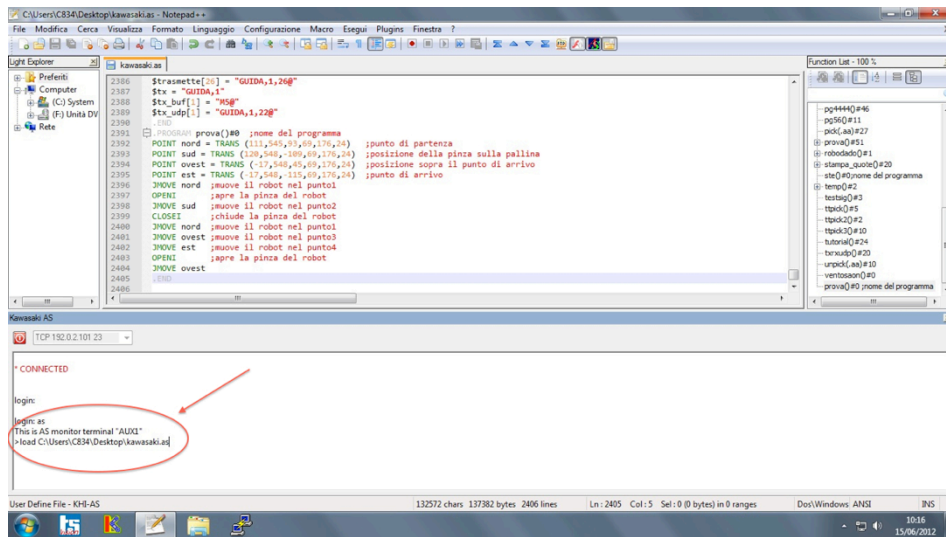 C:\Users\C834\Desktop\kawasaki.as - Notepad++
File Modifica Cerca Visualizza Formato Linguaggio Configurazione Macro Esegui Plugins Finestra ?
Light Explorer
Preferiti
Computer
(C:) System
(F:) Unità DV
Rete
kawasaki.as
2386 $trasmette[26] = "GUIDA,1,26@"
2387 $tx = "GUIDA,1"
2388 $tx_buf[1] = "MS@"
2389 $tx_udp[1] = "GUIDA,1,22@"
2390 .END
2391 .PROGRAM prova()#0 ;nome del programma
2392 POINT nord = TRANS (111,545,93,69,176,24) ;punto di partenza
2393 POINT sud = TRANS (120,548,-109,69,176,24) ;posizione della pinza sulla pallina
2394 POINT ovest = TRANS (-17,548,45,69,176,24) ;posizione sopra il punto di arrivo
2395 POINT est = TRANS (-17,548,-115,69,176,24) ;punto di arrivo
2396 JMOVE nord ;muove il robot nel punto1
2397 OPENI ;apre la pinza del robot
2398 JMOVE sud ;muove il robot nel punto2
2399 CLOSEI ;chiude la pinza del robot
2400 JMOVE nord ;muove il robot nel punto1
2401 JMOVE ovest ;muove il robot nel punto3
2402 JMOVE est ;muove il robot nel punto4
2403 OPENI ;apre la pinza del robot
2404 JMOVE ovest
2405 .END
2406
Function List - 100 %
pg4444()#46
pg56()#11
pick(.aa)#27
prova()#51
robodado()#1
stampa_quote()#20
ste()#0;nome del programma
temp()#2
testsig()#3
ttpick()#5
ttpick2()#2
ttpick3()#10
tutorial()#24
txrxudp()#20
unpick(.aa)#10
ventosaon()#0
prova()#0 ;nome del programma
Kawasaki AS
TCP 192.0.2.101 23
* CONNECTED
login:
login: as
This is AS monitor terminal "AUX1"
>load C:\Users\C834\Desktop\kawasaki.as
User Define File - KHI-AS
132572 chars 137382 bytes 2406 lines
Ln : 2405 Col : 5 Sel : 0 (0 bytes) in 0 ranges
Dos\Windows ANSI
INS
10:16
15/06/2012